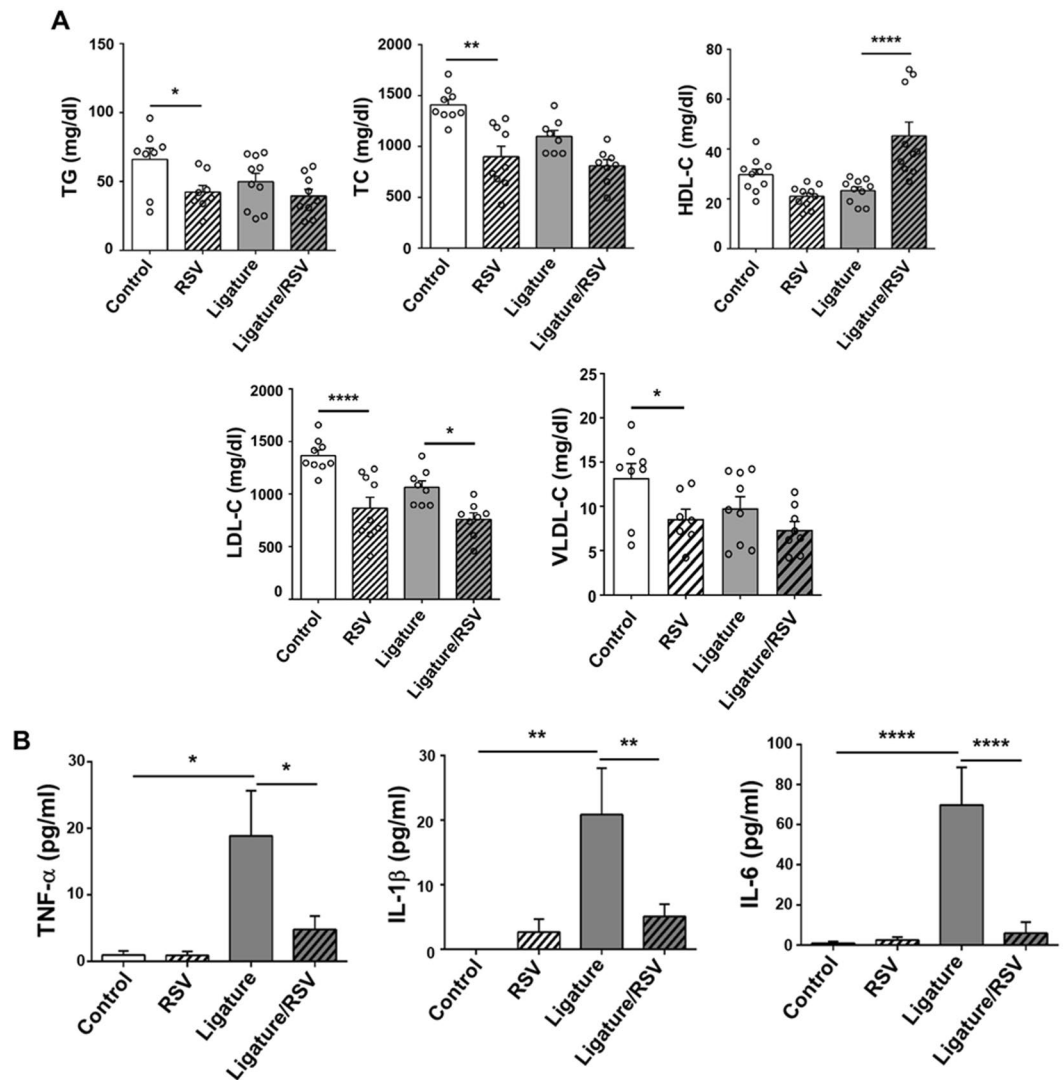 A
TG (mg/dl)
150
100
50
0
*
Control
RSV
Ligature
Ligature/RSV
TC (mg/dl)
2000
1500
1000
500
0
**
Control
RSV
Ligature
Ligature/RSV
HDL-C (mg/dl)
80
60
40
20
0
****
Control
RSV
Ligature
Ligature/RSV
LDL-C (mg/dl)
2000
1500
1000
500
0
****
*
Control
RSV
Ligature
Ligature/RSV
VLDL-C (mg/dl)
25
20
15
10
5
0
*
Control
RSV
Ligature
Ligature/RSV
B
TNF-α (pg/ml)
30
20
10
0
*
*
Control
RSV
Ligature
Ligature/RSV
IL-1β (pg/ml)
30
20
10
0
**
**
Control
RSV
Ligature
Ligature/RSV
IL-6 (pg/ml)
100
80
60
40
20
0
****
****
Control
RSV
Ligature
Ligature/RSV